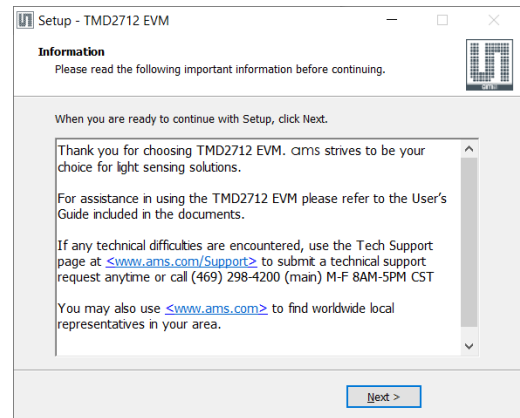 Setup - TMD2712 EVM
Information
Please read the following important information before continuing.
amu
When you are ready to continue with Setup, click Next.
Thank you for choosing TMD2712 EVM. ams strives to be your
choice for light sensing solutions.
For assistance in using the TMD2712 EVM please refer to the User's
Guide included in the documents.
If any technical difficulties are encountered, use the Tech Support
page at <www.ams.com/Support> to submit a technical support
request anytime or call (469) 298-4200 (main) M-F 8AM-5PM CST
You may also use <www.ams.com> to find worldwide local
representatives in your area.
Next >